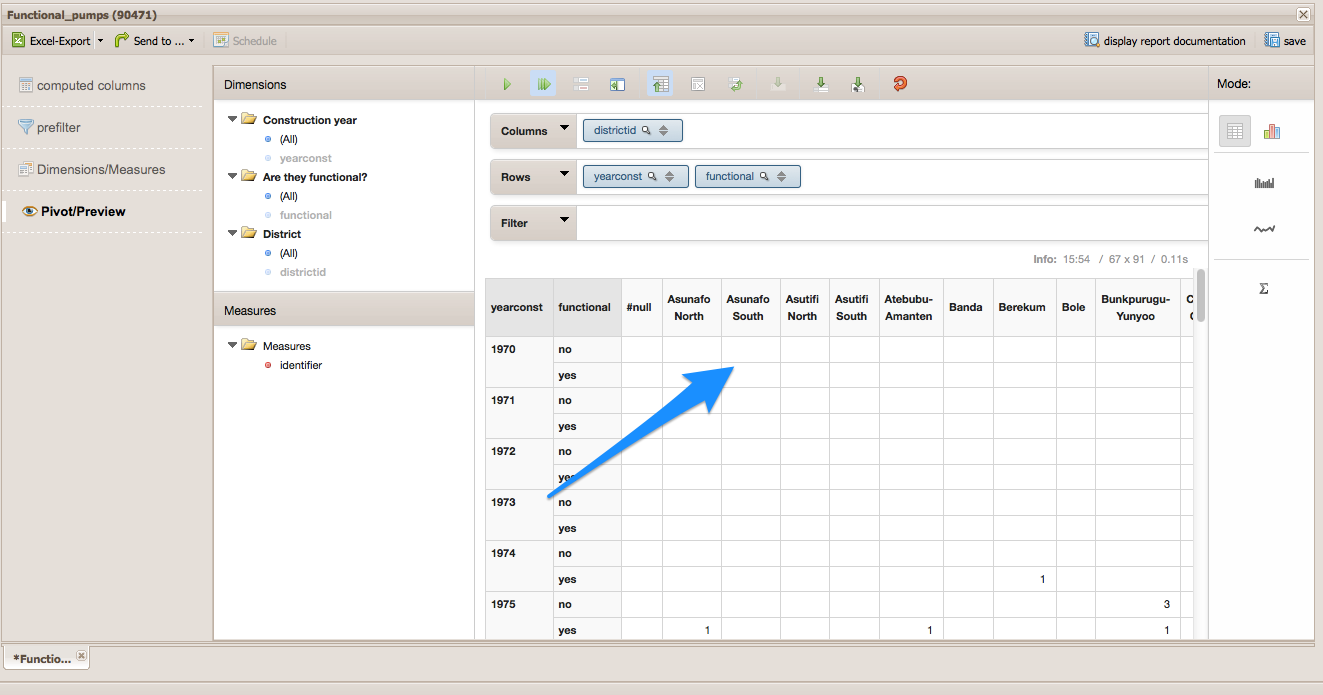 Functional_pumps (90471)
Excel-Export Send to ... Schedule display report documentation save
computed columns
prefilter
Dimensions/Measures
Pivot/Preview
Dimensions
Construction year
(All)
yearconst
Are they functional?
(All)
functional
District
(All)
districtid
Measures
Measures
identifier
Columns districtid
Rows yearconst functional
Filter
Info: 15:54 / 67 x 91 / 0.11s
yearconst functional #null Asunafo North Asunafo South Asutifi North Asutifi South Atebubu-Amanten Banda Berekum Bole Bunkpurugu-Yunyoo
1970 no
yes
1971 no
yes
1972 no
yes
1973 no
yes
1974 no
yes 1
1975 no 3
yes 1 1 1
Mode:
Σ
*Functio...